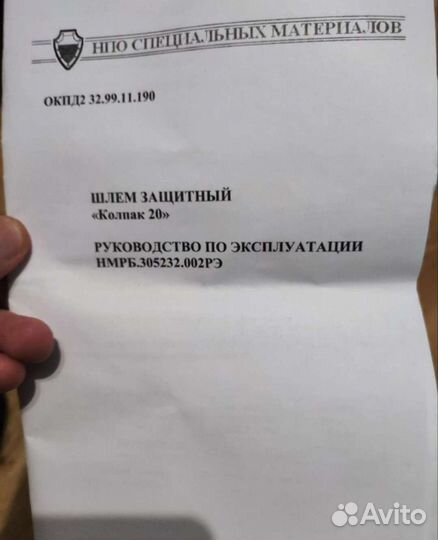 НПО СПЕЦИАЛЬНЫХ МАТЕРИАЛОВ
ОКПД2 32.99.11.190
ШЛЕМ ЗАЩИТНЫЙ
«Колпак 20»
РУКОВОДСТВО ПО ЭКСПЛУАТАЦИИ
НМРБ.305232.002РЭ
Avito